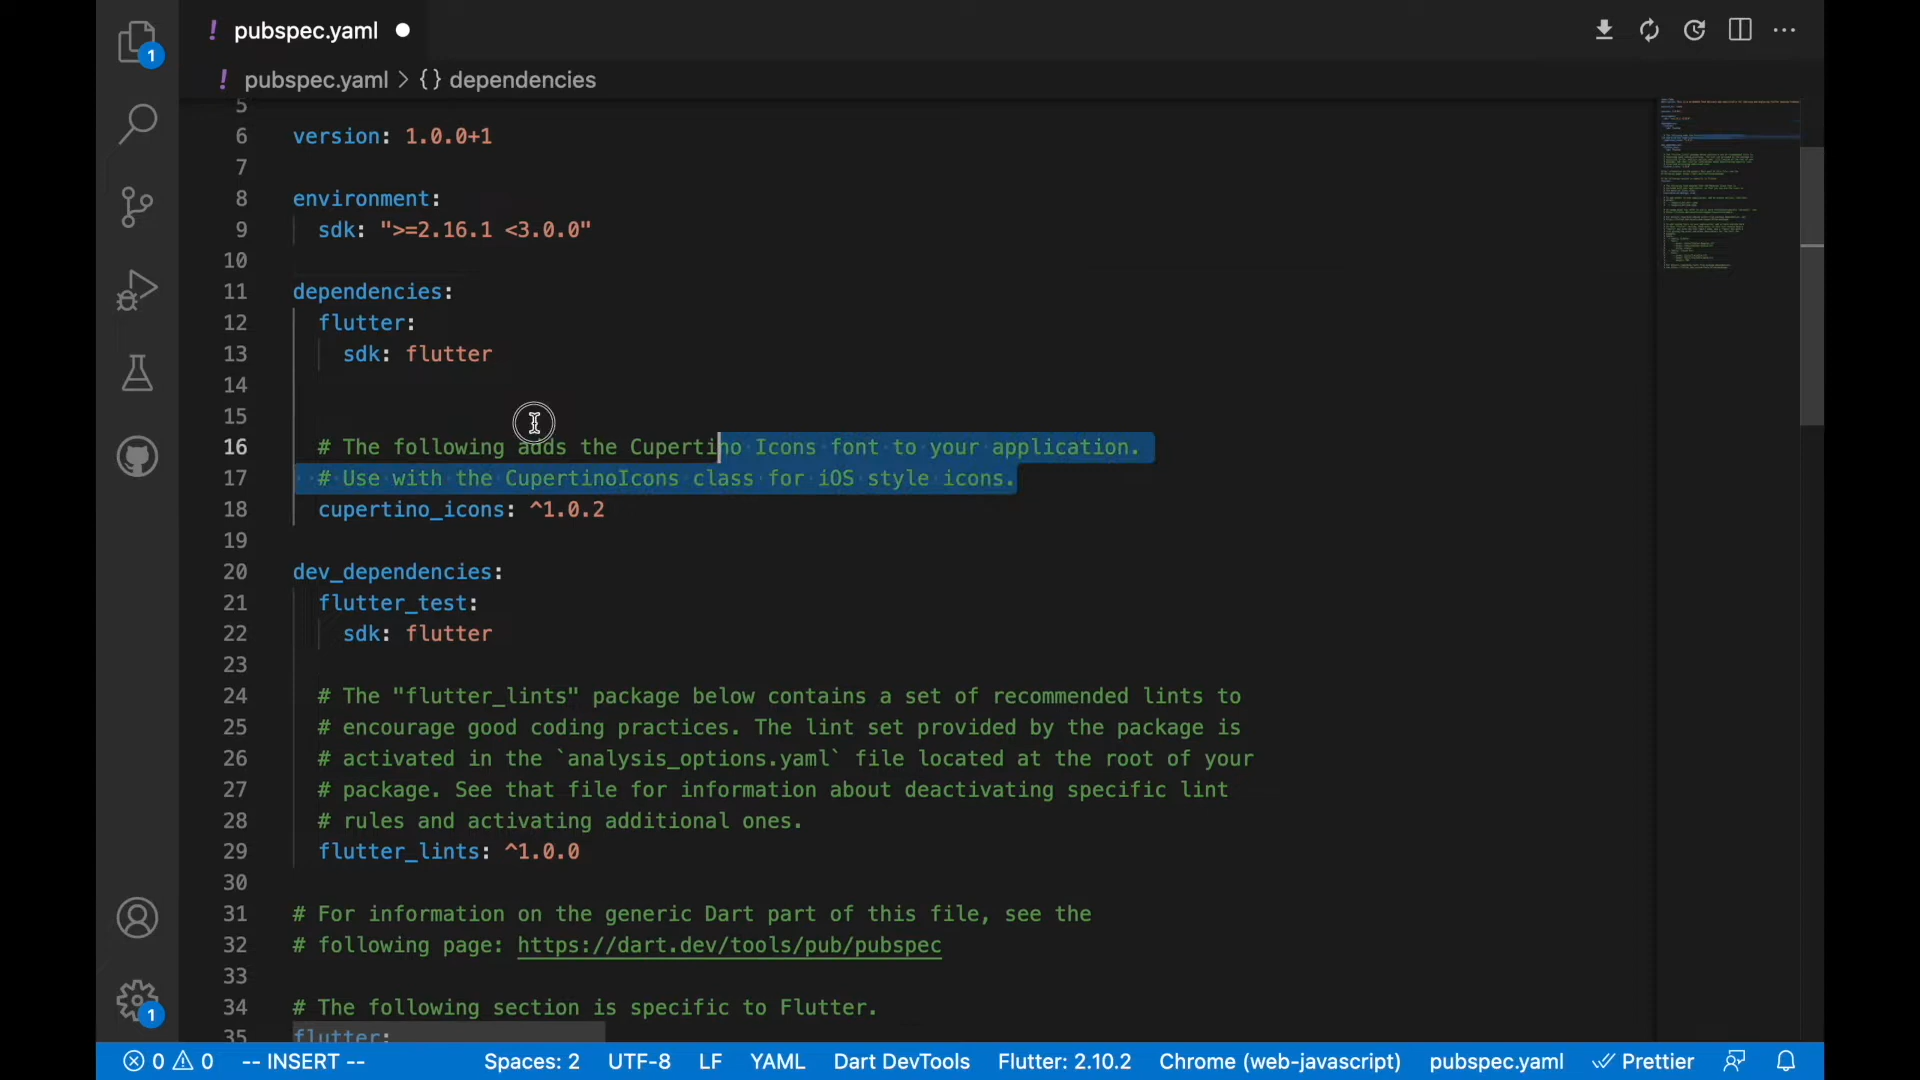 ! pubspec.yaml
! pubspec.yaml > {} dependencies
1
5
6 version: 1.0.0+1
7
8 environment:
9 sdk: ">=2.16.1 <3.0.0"
10
11 dependencies:
12 flutter:
13 sdk: flutter
14
15
16 # The following adds the Cupertino Icons font to your application.
17 # Use with the CupertinoIcons class for iOS style icons.
18 cupertino_icons: ^1.0.2
19
20 dev_dependencies:
21 flutter_test:
22 sdk: flutter
23
24 # The "flutter_lints" package below contains a set of recommended lints to
25 # encourage good coding practices. The lint set provided by the package is
26 # activated in the `analysis_options.yaml` file located at the root of your
27 # package. See that file for information about deactivating specific lint
28 # rules and activating additional ones.
29 flutter_lints: ^1.0.0
30
31 # For information on the generic Dart part of this file, see the
32 # following page: https://dart.dev/tools/pub/pubspec
33
34 # The following section is specific to Flutter.
35 flutter:
1
0 0 -- INSERT -- Spaces: 2 UTF-8 LF YAML Dart DevTools Flutter: 2.10.2 Chrome (web-javascript) pubspec.yaml Prettier